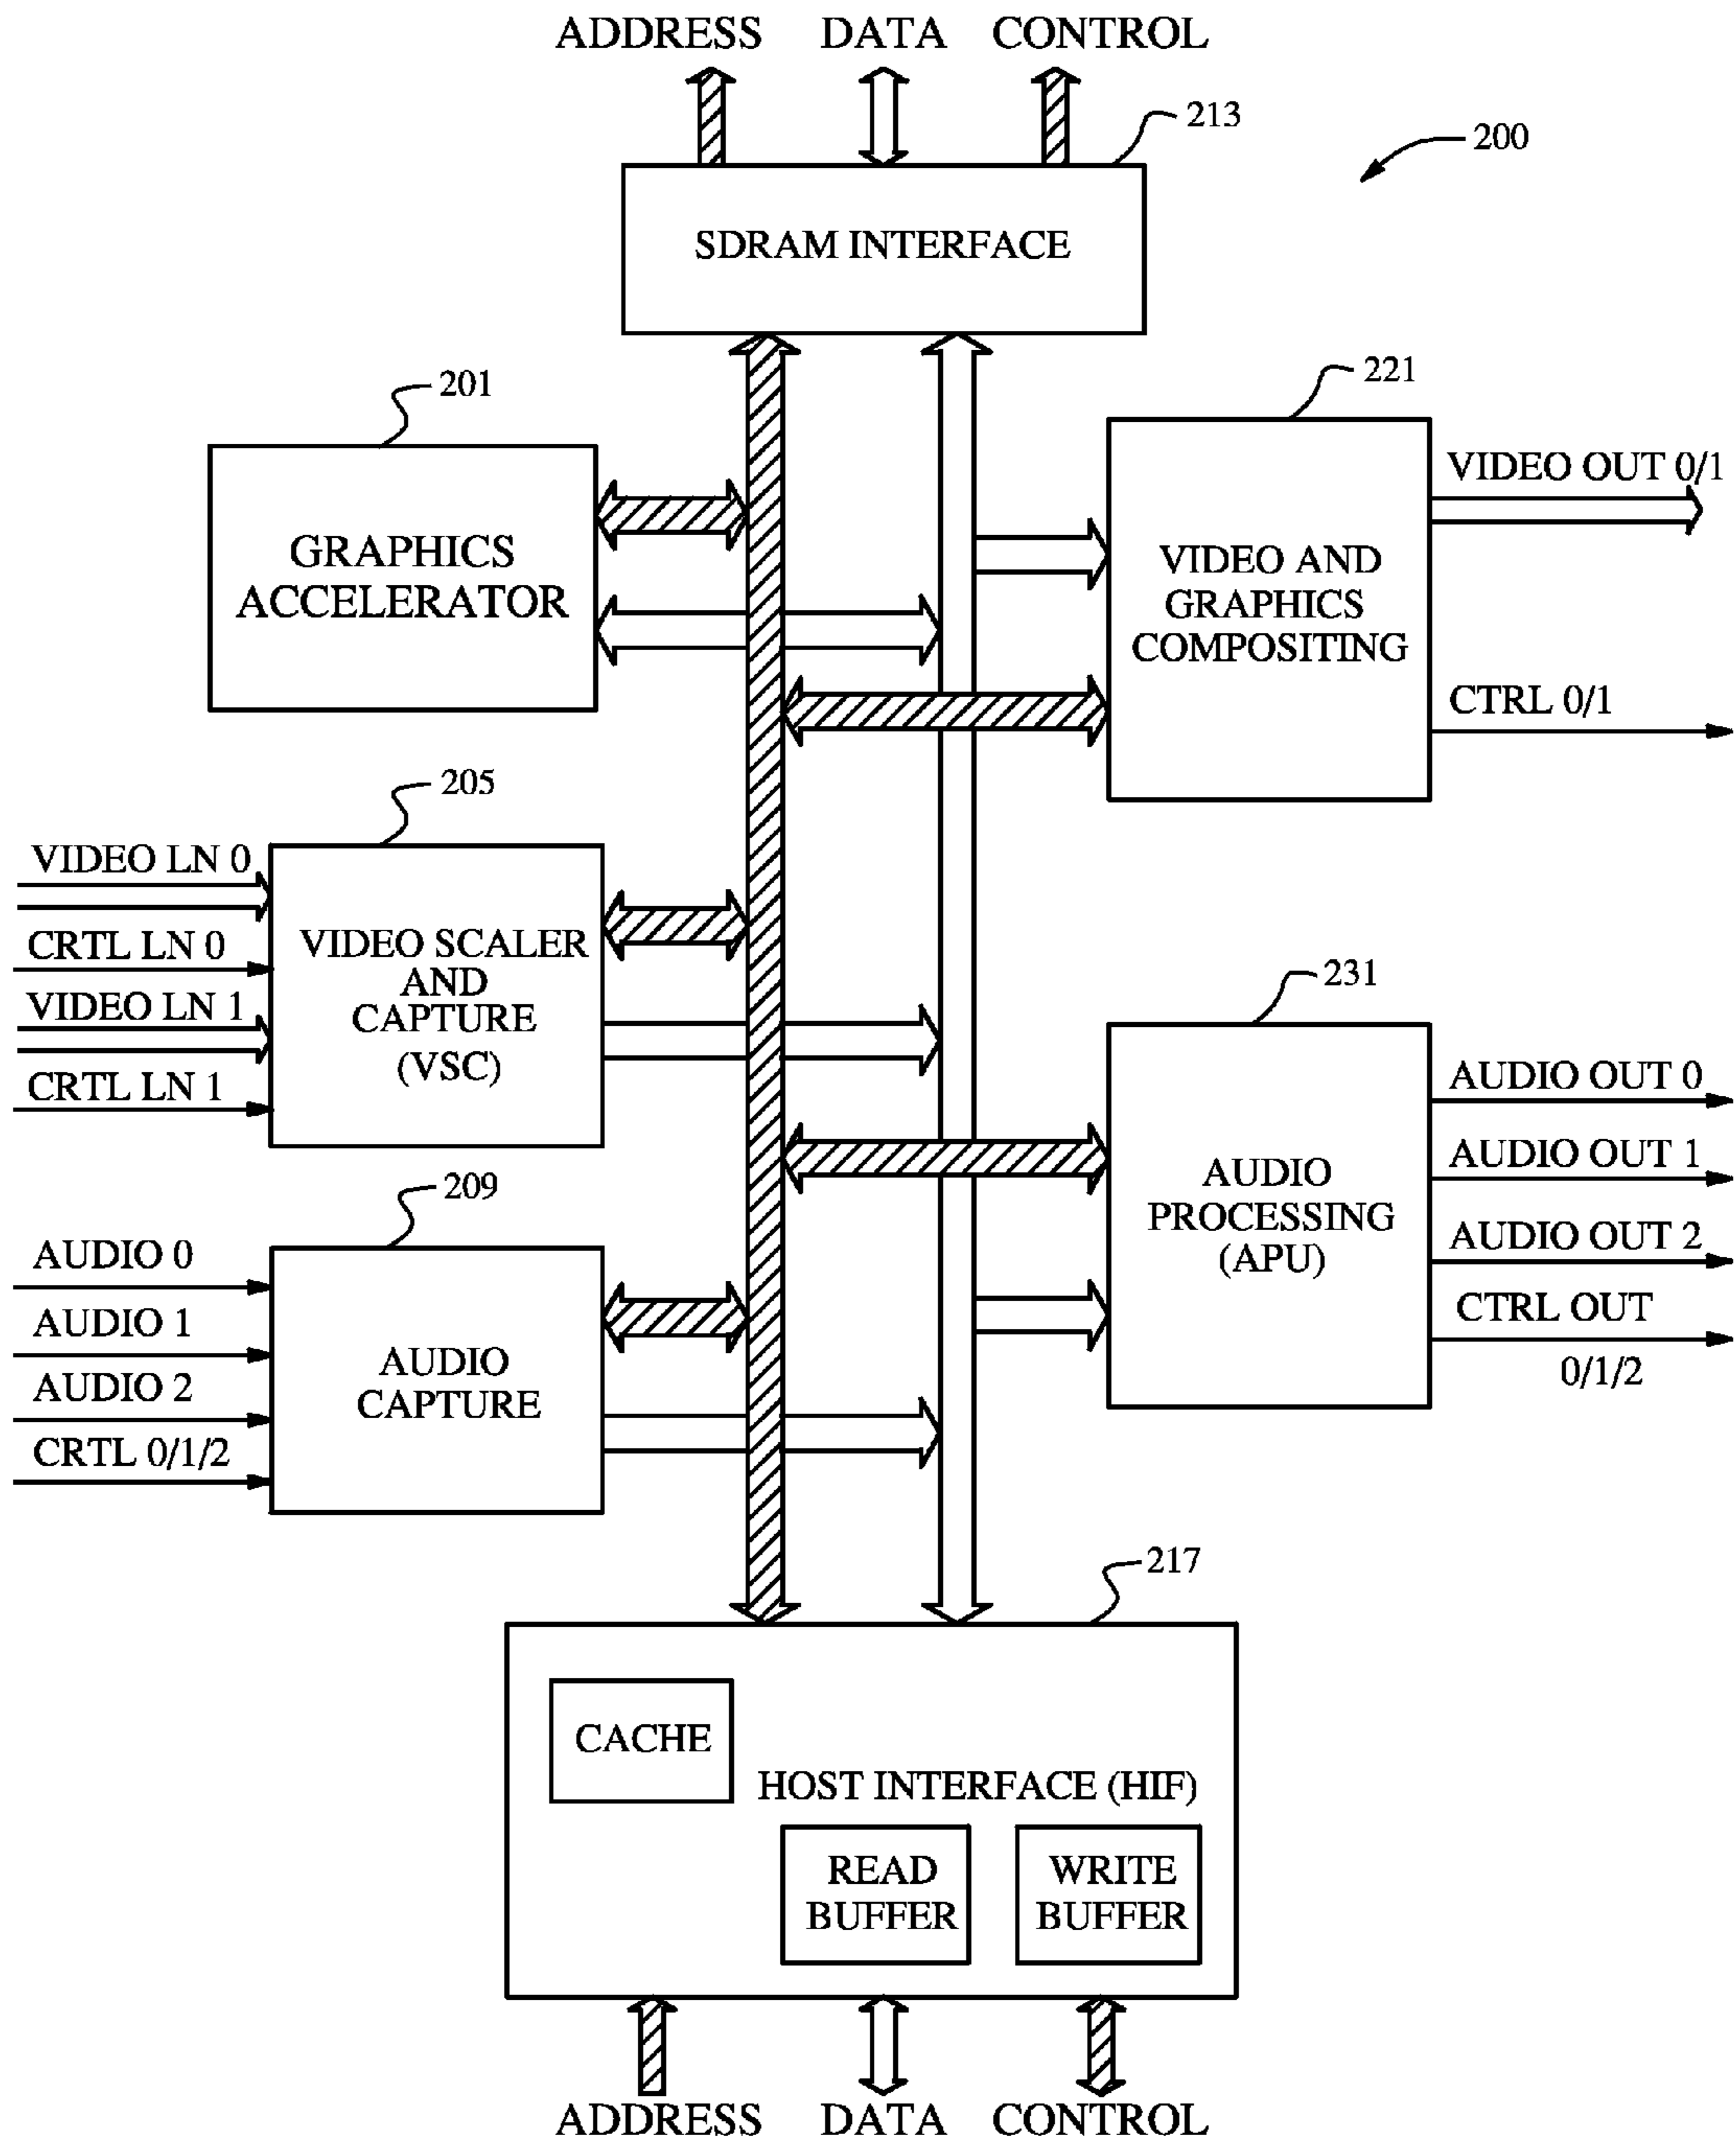 ADDRESS DATA CONTROL
213
200
SDRAM INTERFACE
201
221
GRAPHICS
ACCELERATOR
VIDEO AND
GRAPHICS
COMPOSITING
VIDEO OUT 0/1
CTRL 0/1
205
VIDEO LN 0
CRTL LN 0
VIDEO LN 1
CRTL LN 1
VIDEO SCALER
AND
CAPTURE
(VSC)
231
AUDIO
PROCESSING
(APU)
AUDIO OUT 0
AUDIO OUT 1
AUDIO OUT 2
CTRL OUT
0/1/2
209
AUDIO 0
AUDIO 1
AUDIO 2
CRTL 0/1/2
AUDIO
CAPTURE
217
CACHE
HOST INTERFACE (HIF)
READ
BUFFER
WRITE
BUFFER
ADDRESS DATA CONTROL